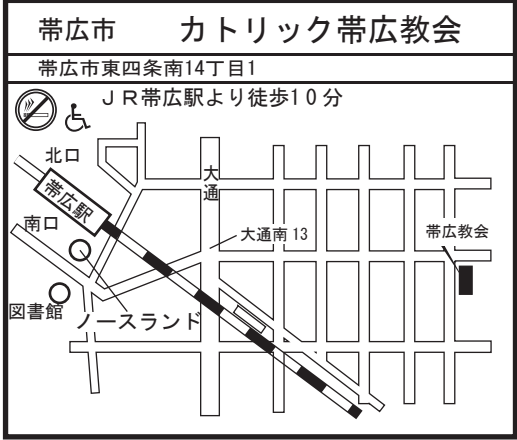 帯広市 カトリック帯広教会
帯広市東四条南14丁目1
JR帯広駅より徒歩10分
北口
大通
帯広駅
南口
大通南13
帯広教会
図書館
ノースランド